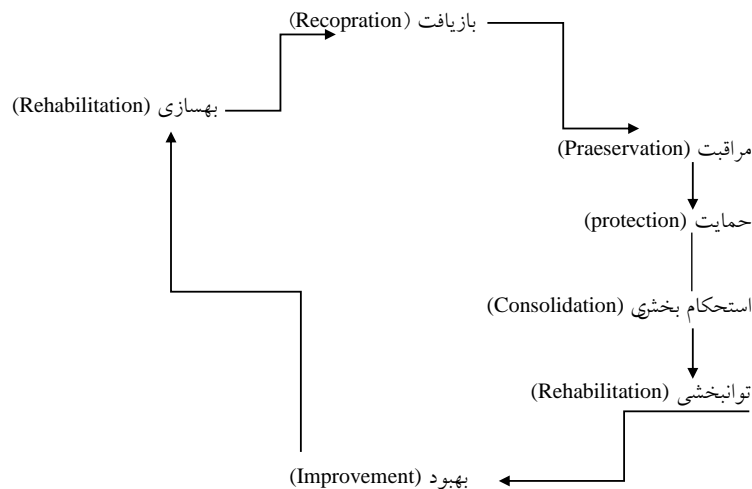 بازیافت (Recopration)
بهسازی (Rehabilitation)
مراقبت (Praeservation)
حمایت (protection)
استحکام بخشی (Consolidation)
توانبخشی (Rehabilitation)
بهبود (Improvement)